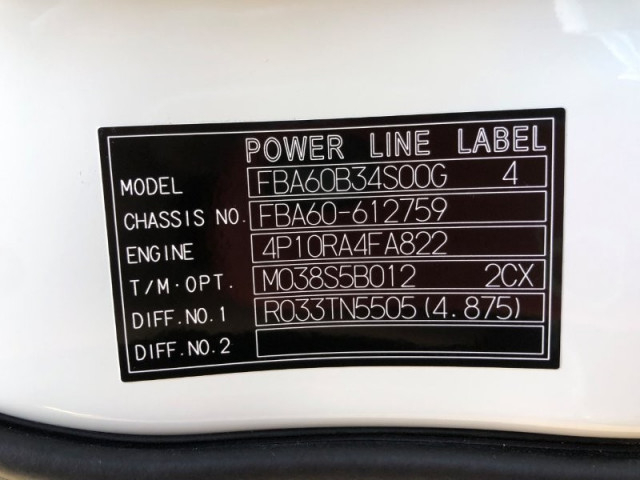 POWER LINE LABEL
MODEL FBA60B34S00G 4
CHASSIS NO. FBA60-612759
ENGINE 4P10RA4FA822
T/M·OPT. M038S5B012 2CX
DIFF.NO.1 R033TN5505(4.875)
DIFF.NO.2